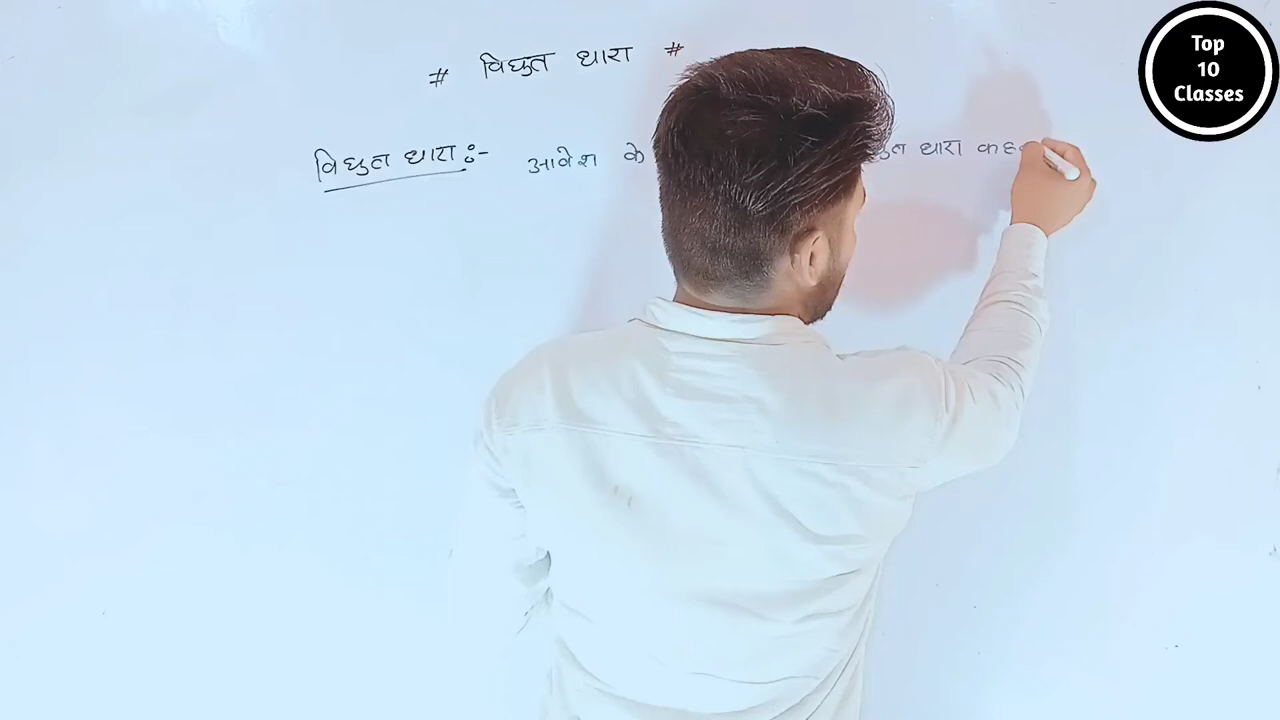 # विद्युत धारा #
विद्युत धारा :- आवेश के धारा
Top
10
Classes